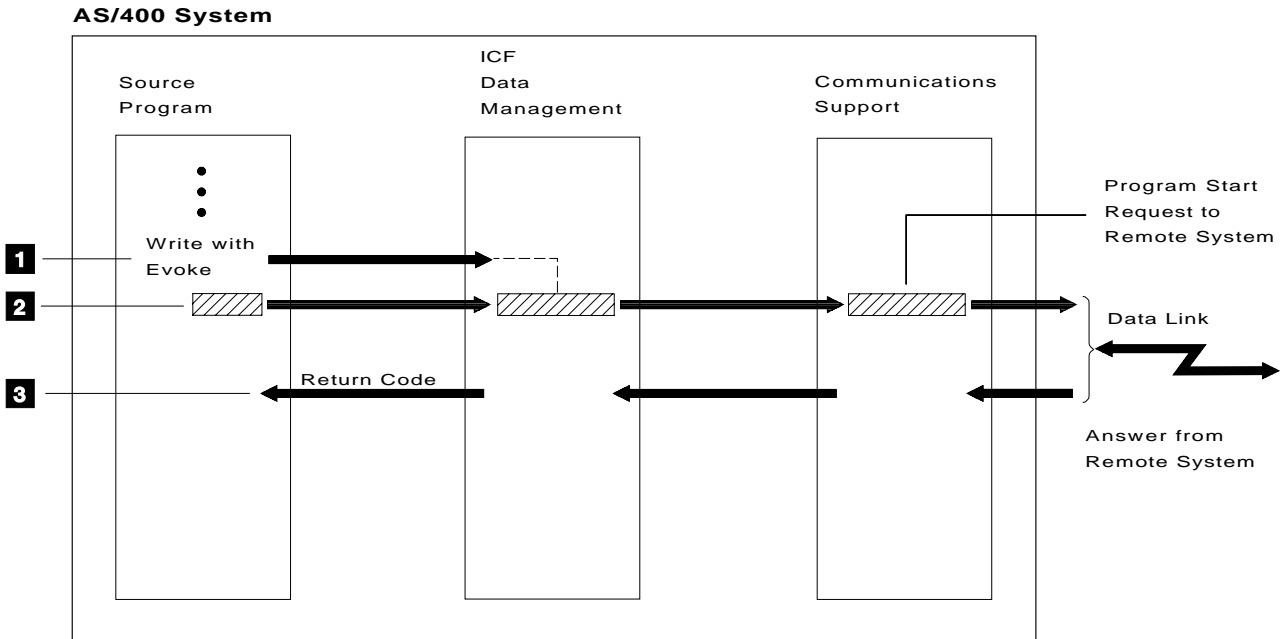 AS/400 System
Source
Program
ICF
Data
Management
Communications
Support
Program Start
Request to
Remote System
1
Write with
Evoke
2
Data Link
3
Return Code
Answer from
Remote System